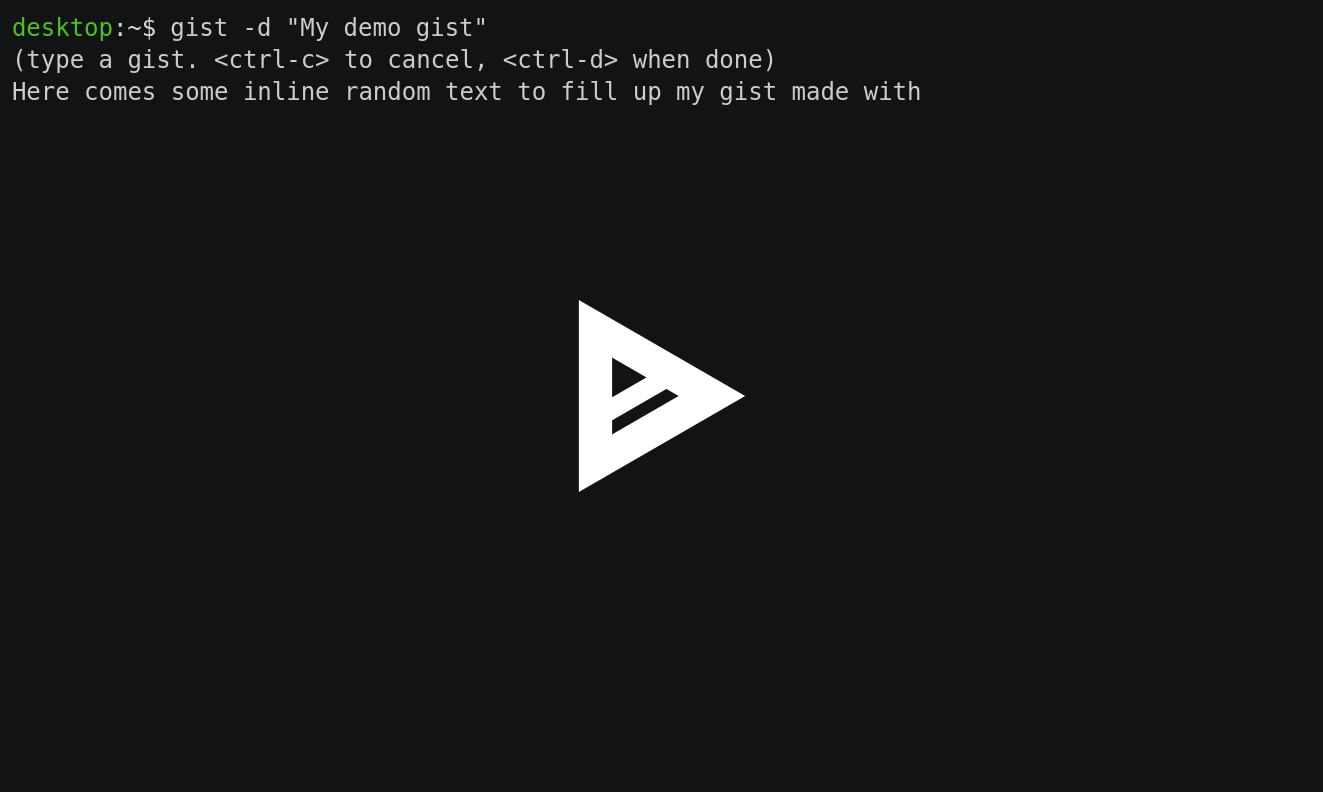 desktop:~$ gist -d "My demo gist"
(type a gist. <ctrl-c> to cancel, <ctrl-d> when done)
Here comes some inline random text to fill up my gist made with